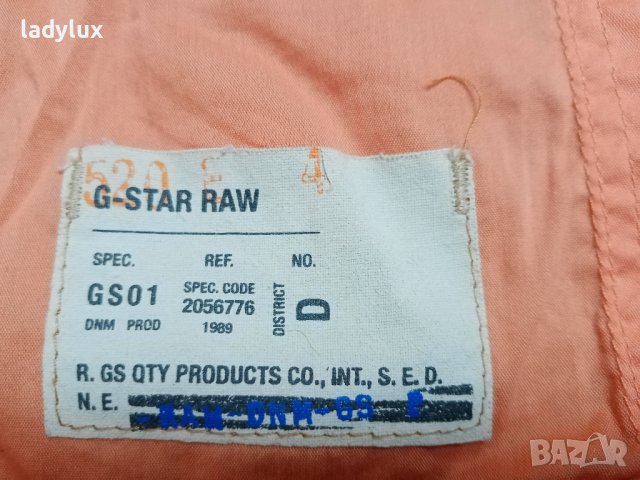 ladylux
520 E 4
G-STAR RAW
SPEC. REF. NO.
GS01 SPEC. CODE 2056776 DISTRICT D
DNM PROD 1989
R. GS QTY PRODUCTS CO., INT., S. E. D.
N. E. RAW-DNM-GS
BAZAR